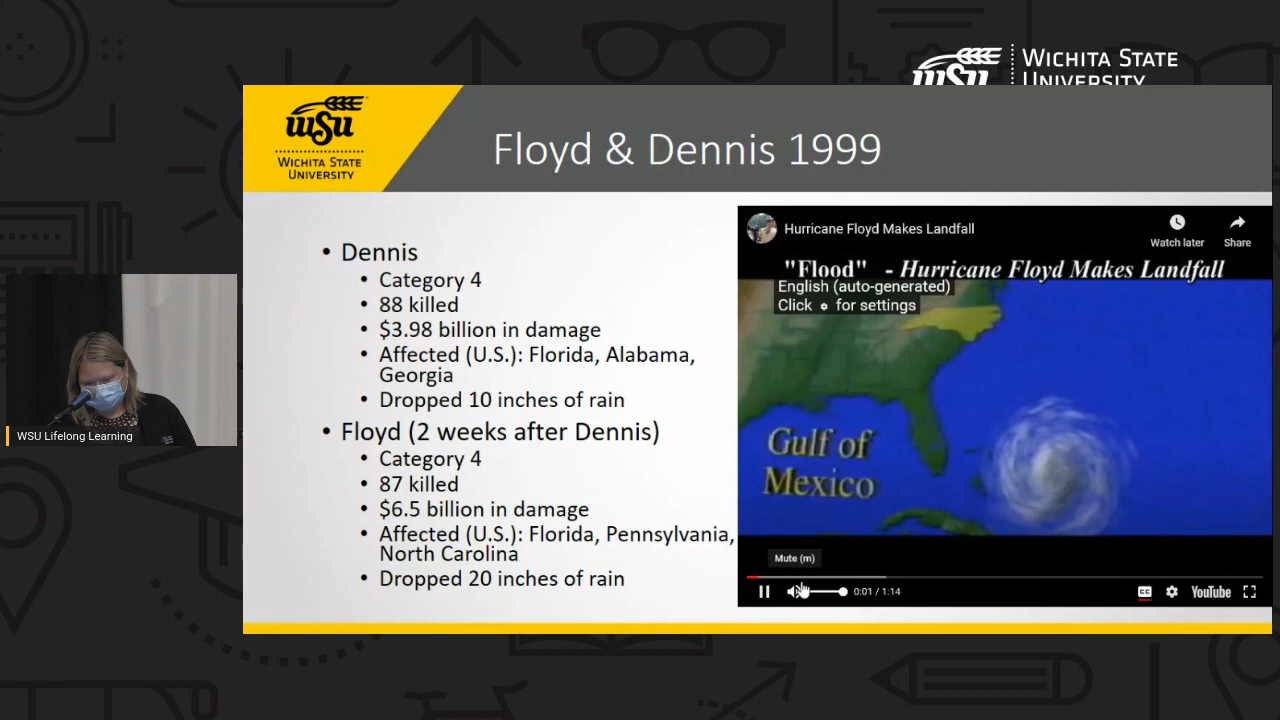 wsu
WICHITA STATE
UNIVERSITY
wsu
WICHITA STATE
UNIVERSITY
Floyd & Dennis 1999
• Dennis
• Category 4
• 88 killed
• $3.98 billion in damage
• Affected (U.S.): Florida, Alabama,
Georgia
• Dropped 10 inches of rain
• Floyd (2 weeks after Dennis)
• Category 4
• 87 killed
• $6.5 billion in damage
• Affected (U.S.): Florida, Pennsylvania,
North Carolina
• Dropped 20 inches of rain
Hurricane Floyd Makes Landfall
Watch later
Share
"Flood" - Hurricane Floyd Makes Landfall
English (auto-generated)
Click for settings
Gulf of
Mexico
Mute (m)
0:01 / 1:14
CC
YouTube
WSU Lifelong Learning